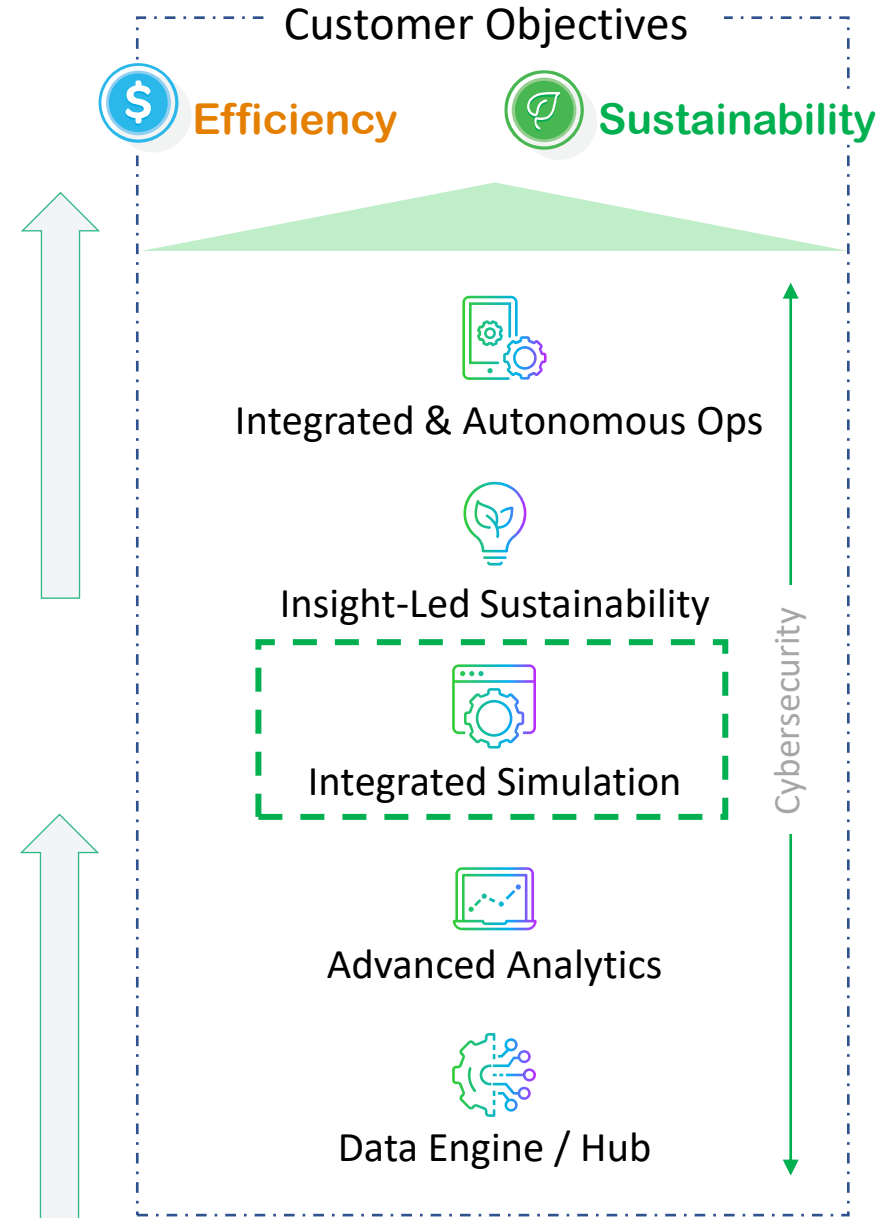 Customer Objectives
$ Efficiency
Sustainability
Integrated & Autonomous Ops
Insight-Led Sustainability
Integrated Simulation
Cybersecurity
Advanced Analytics
Data Engine / Hub